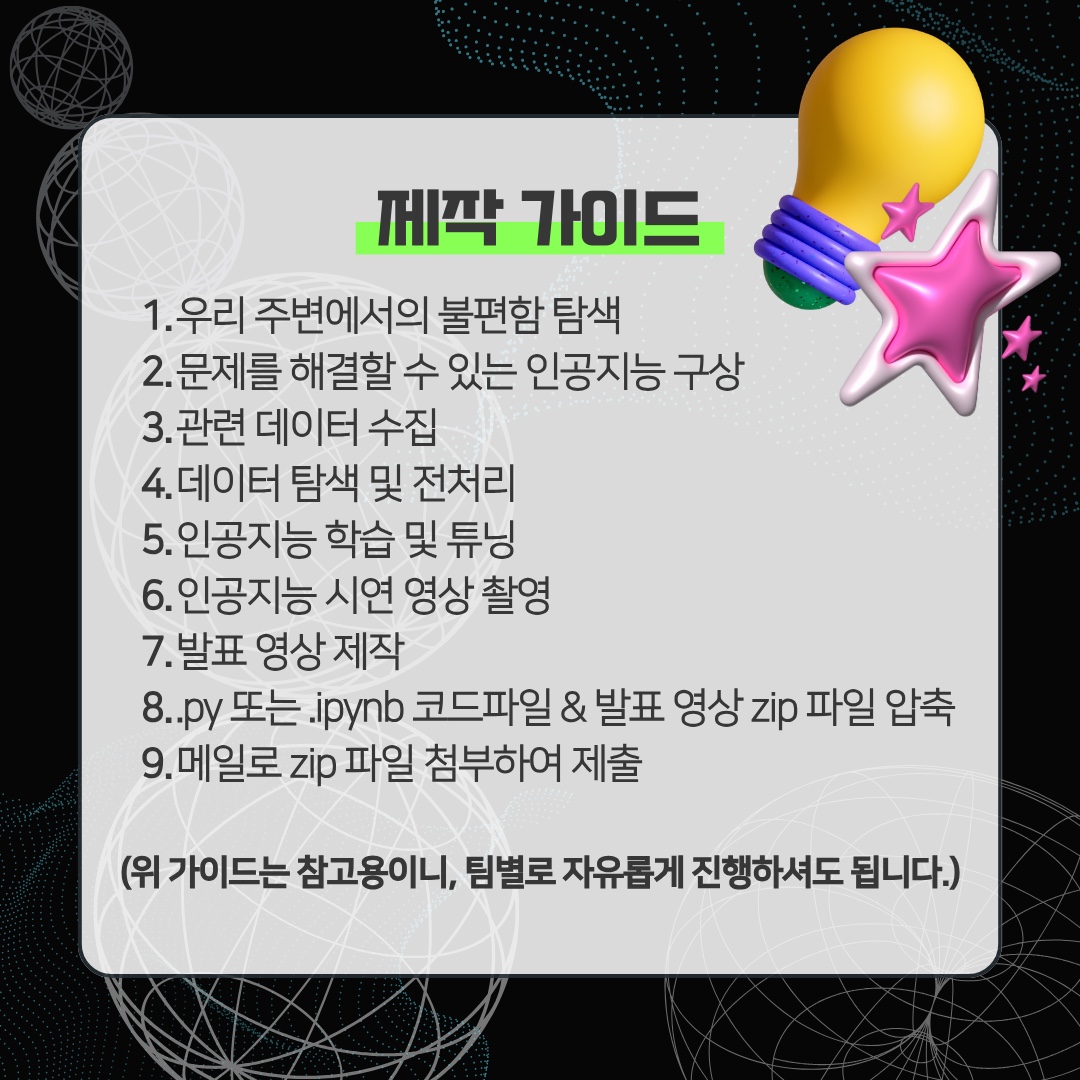 제작 가이드
1. 우리 주변에서의 불편함 탐색
2. 문제를 해결할 수 있는 인공지능 구상
3. 관련 데이터 수집
4. 데이터 탐색 및 전처리
5. 인공지능 학습 및 튜닝
6. 인공지능 시연 영상 촬영
7. 발표 영상 제작
8. .py 또는 .ipynb 코드파일 & 발표 영상 zip 파일 압축
9. 메일로 zip 파일 첨부하여 제출
(위 가이드는 참고용이니, 팀별로 자유롭게 진행하셔도 됩니다.)